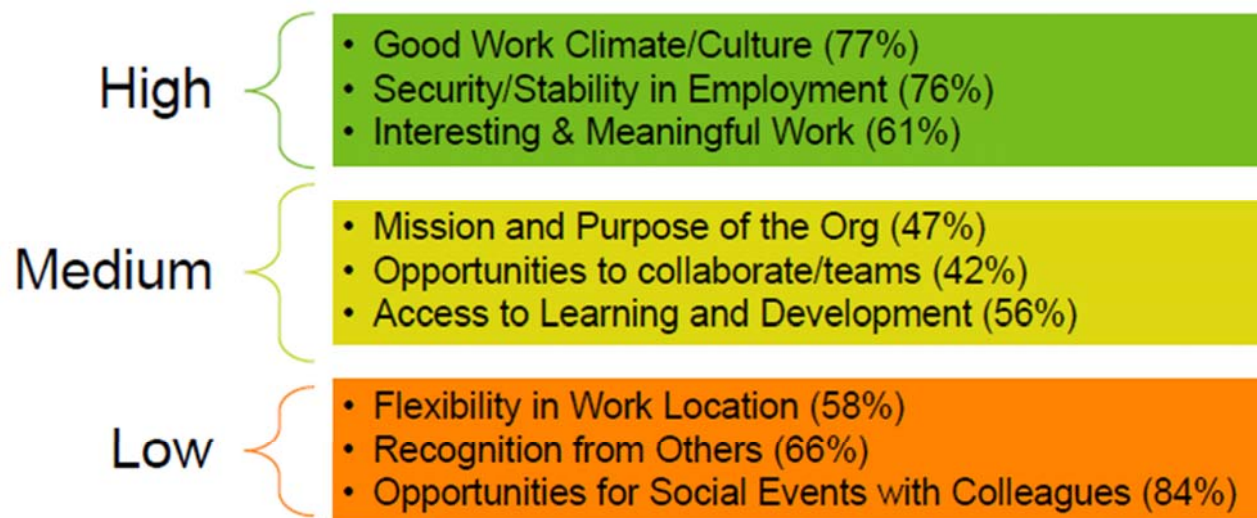 High
• Good Work Climate/Culture (77%)
• Security/Stability in Employment (76%)
• Interesting & Meaningful Work (61%)
Medium
• Mission and Purpose of the Org (47%)
• Opportunities to collaborate/teams (42%)
• Access to Learning and Development (56%)
Low
• Flexibility in Work Location (58%)
• Recognition from Others (66%)
• Opportunities for Social Events with Colleagues (84%)